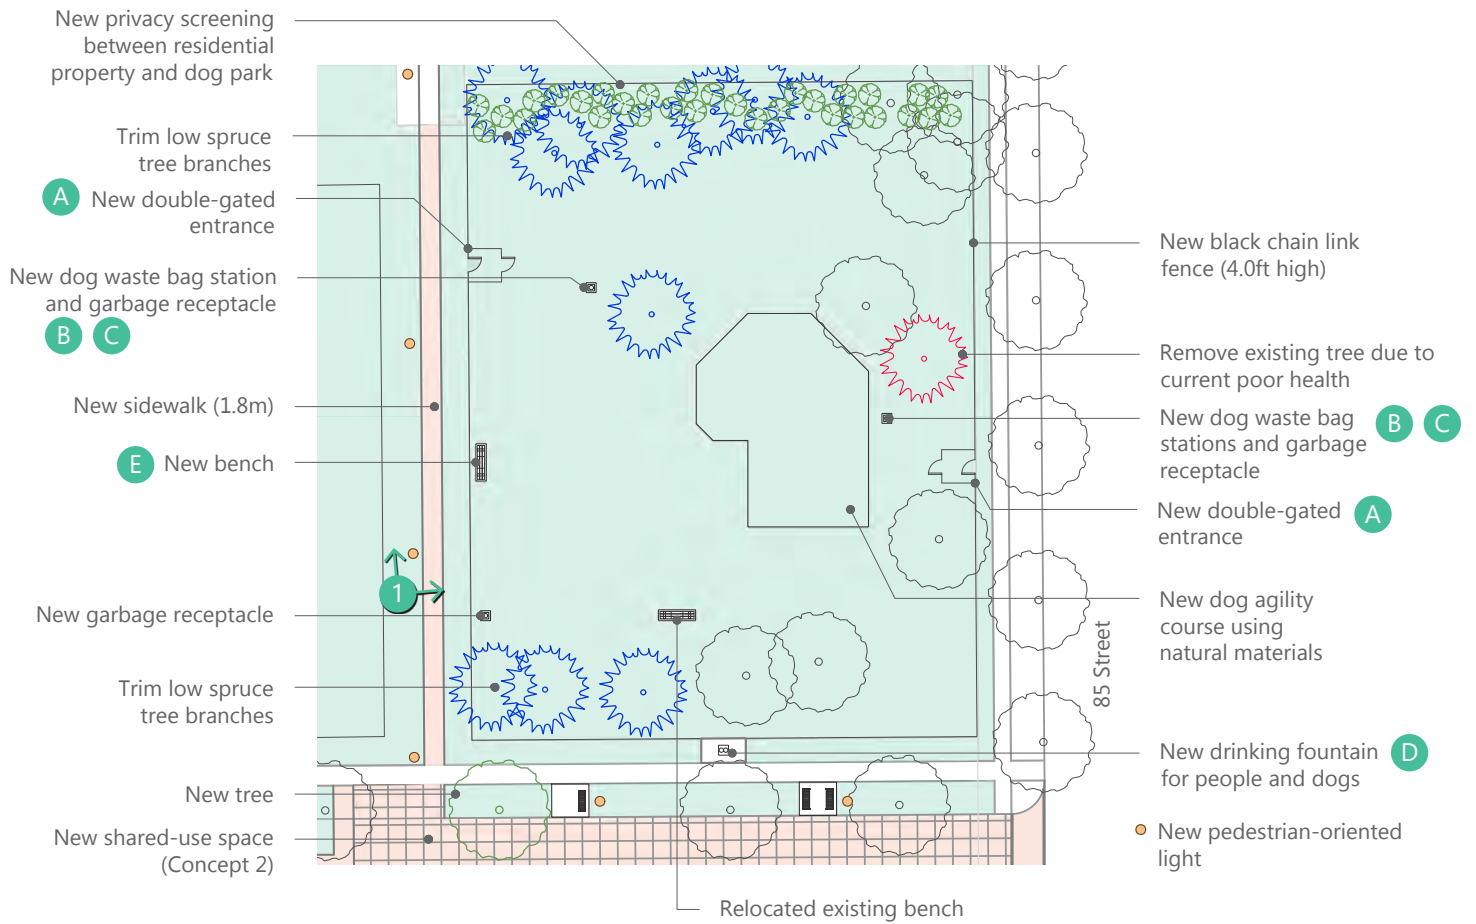 New privacy screening
between residential
property and dog park
Trim low spruce
tree branches
A New double-gated
entrance
New dog waste bag station
and garbage receptacle
B C
New sidewalk (1.8m)
E New bench
1
New garbage receptacle
Trim low spruce
tree branches
New tree
New shared-use space
(Concept 2)
Relocated existing bench
New black chain link
fence (4.0ft high)
Remove existing tree due to
current poor health
New dog waste bag B C
stations and garbage
receptacle
New double-gated A
entrance
New dog agility
course using
natural materials
85 Street
New drinking fountain D
for people and dogs
New pedestrian-oriented
light